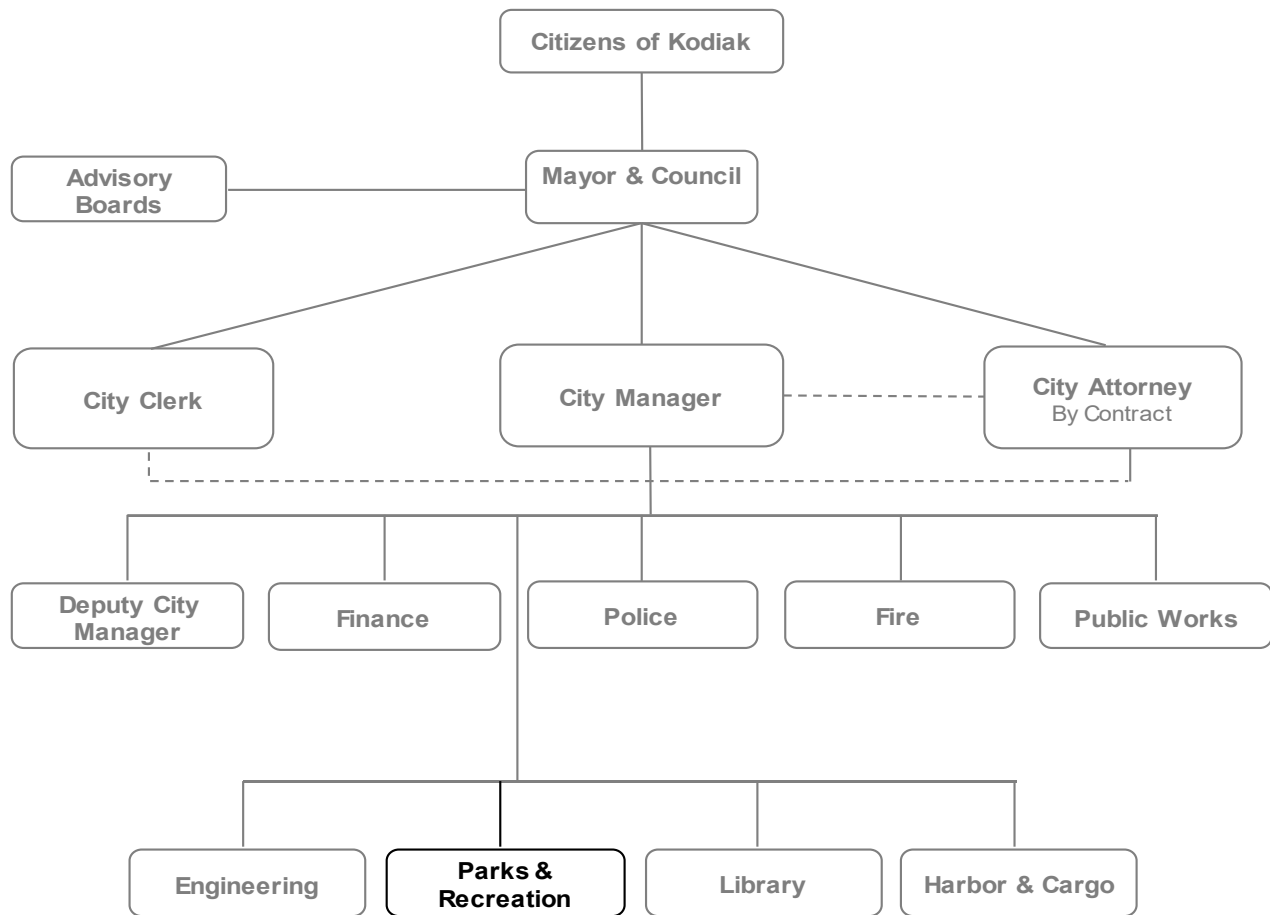 Citizens of Kodiak
Advisory
Boards
Mayor & Council
City Clerk
City Manager
City Attorney
By Contract
Deputy City
Manager
Finance
Police
Fire
Public Works
Engineering
Parks &
Recreation
Library
Harbor & Cargo